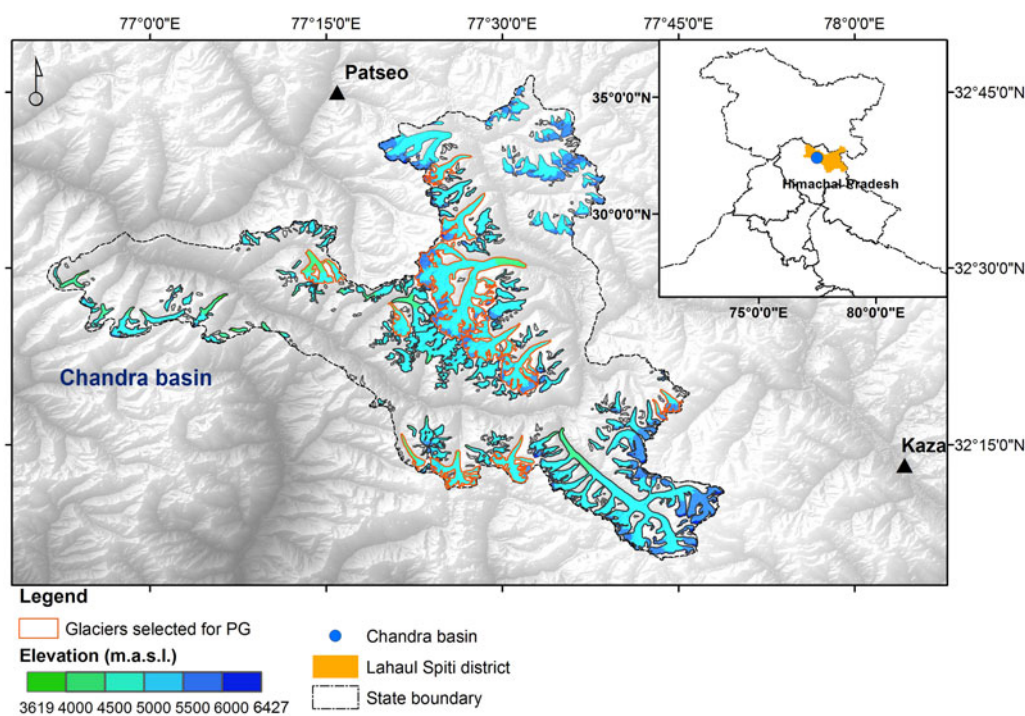 77°0'0"E 77°15'0"E 77°30'0"E 77°45'0"E 78°0'0"E
Patseo
35°0'0"N
32°45'0"N
Himachal Pradesh
30°0'0"N
32°30'0"N
75°0'0"E 80°0'0"E
Chandra basin
Kaza
32°15'0"N
Legend
Glaciers selected for PG
Elevation (m.a.s.l.)
3619 4000 4500 5000 5500 6000 6427
Chandra basin
Lahaul Spiti district
State boundary